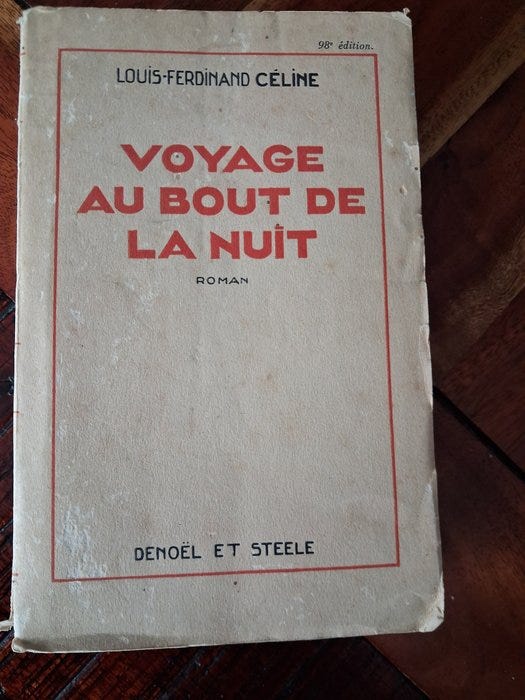 98e édition.
LOUIS-FERDINAND CÉLINE
VOYAGE
AU BOUT DE
LA NUIT
ROMAN
DENOËL ET STEELE